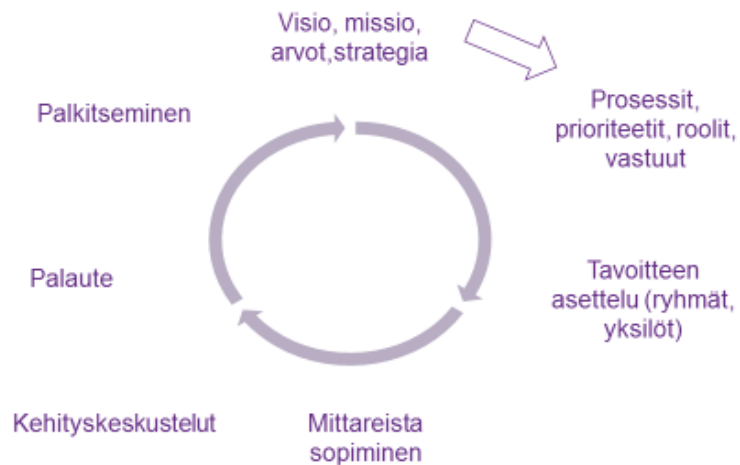 Visio, missio,
arvot,strategia
Prosessit,
prioriteetit, roolit,
vastuut
Tavoitteen
asettelu (ryhmät,
yksilöt)
Mittareista
sopiminen
Kehityskeskustelut
Palaute
Palkitseminen